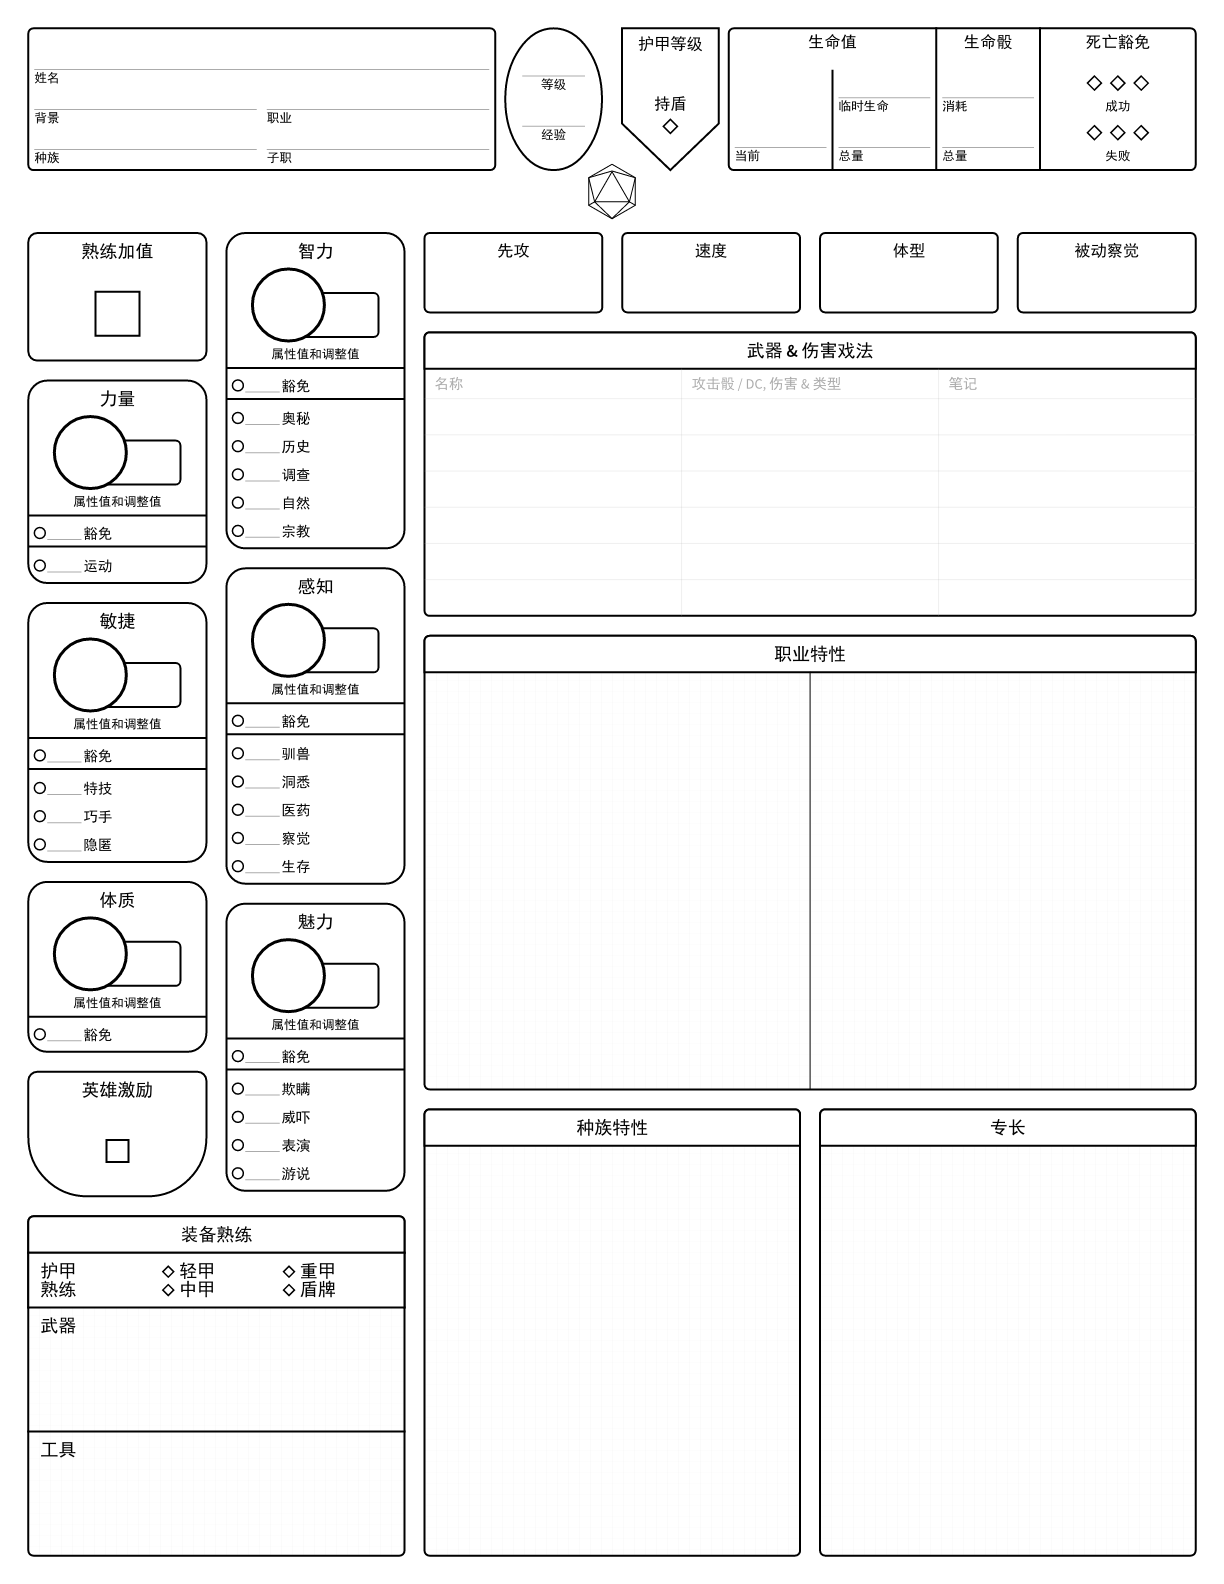 姓名
背景
职业
种族
子职
等级
经验
护甲等级
持盾
生命值
临时生命
当前
总量
生命骰
消耗
总量
死亡豁免
成功
失败
熟练加值
力量
属性值和调整值
豁免
运动
敏捷
属性值和调整值
豁免
特技
巧手
隐匿
体质
属性值和调整值
豁免
英雄激励
智力
属性值和调整值
豁免
奥秘
历史
调查
自然
宗教
感知
属性值和调整值
豁免
驯兽
洞悉
医药
察觉
生存
魅力
属性值和调整值
豁免
欺瞒
威吓
表演
游说
装备熟练
护甲 轻甲 重甲
熟练 中甲 盾牌
武器
工具
先攻
速度
体型
被动察觉
武器 & 伤害戏法
名称 攻击骰 / DC, 伤害 & 类型 笔记
职业特性
种族特性
专长